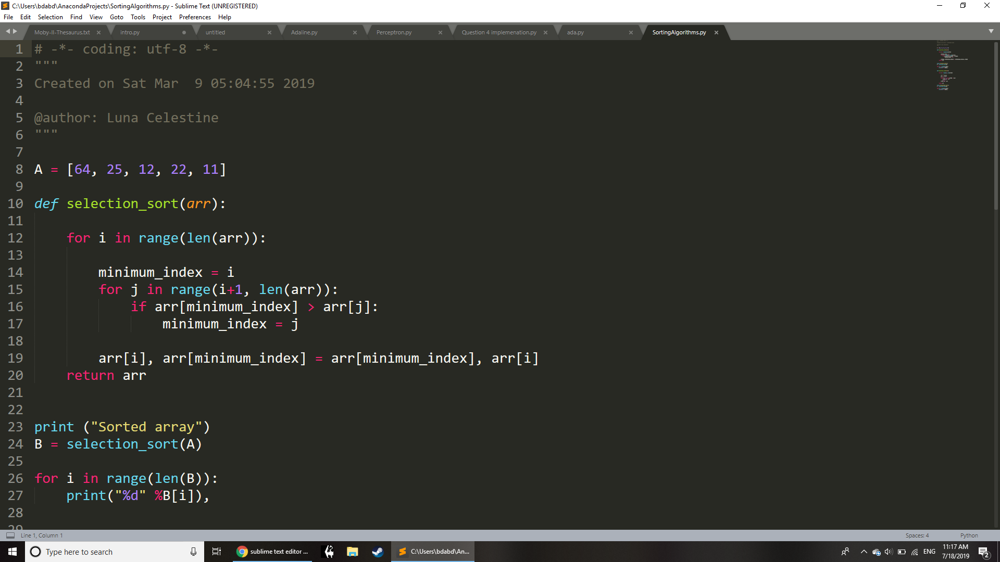 C:\Users\bdabd\AnacondaProjects\SortingAlgorithms.py - Sublime Text (UNREGISTERED)
File Edit Selection Find View Goto Tools Project Preferences Help
Moby-II-Thesaurus.txt intro.py untitled Adaline.py Perceptron.py Question 4 implemenation.py ada.py SortingAlgorithms.py
1 # -*- coding: utf-8 -*-
2 """
3 Created on Sat Mar  9 05:04:55 2019
4
5 @author: Luna Celestine
6 """
7
8 A = [64, 25, 12, 22, 11]
9
10 def selection_sort(arr):
11
12     for i in range(len(arr)):
13
14         minimum_index = i
15         for j in range(i+1, len(arr)):
16             if arr[minimum_index] > arr[j]:
17                 minimum_index = j
18
19         arr[i], arr[minimum_index] = arr[minimum_index], arr[i]
20     return arr
21
22
23 print ("Sorted array")
24 B = selection_sort(A)
25
26 for i in range(len(B)):
27     print("%d" %B[i]),
28
29
Line 1, Column 1 Spaces: 4 Python
Type here to search sublime text editor ... C:\Users\bdabd\An... ENG 11:17 AM
7/18/2019 2